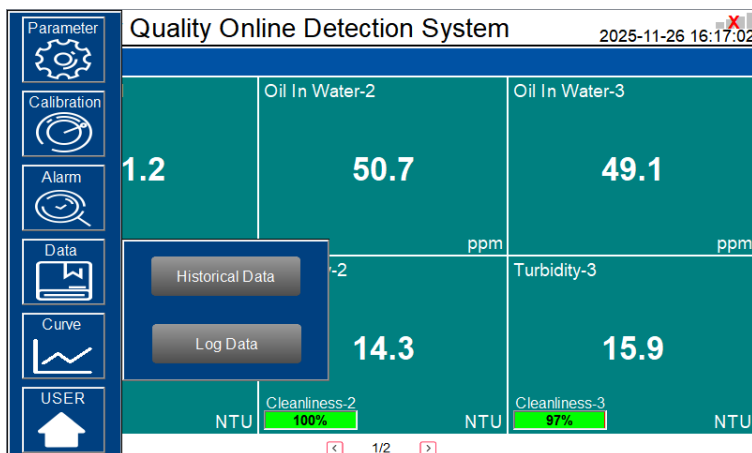 Parameter
Quality Online Detection System
2025-11-26 16:17:02
Calibration
Oil In Water-2
Oil In Water-3
1.2
50.7
49.1
Alarm
ppm
ppm
Data
Historical Data
-2
Turbidity-3
Log Data
14.3
15.9
Curve
USER
Cleanliness-2
Cleanliness-3
NTU
100%
NTU
97%
NTU
1/2